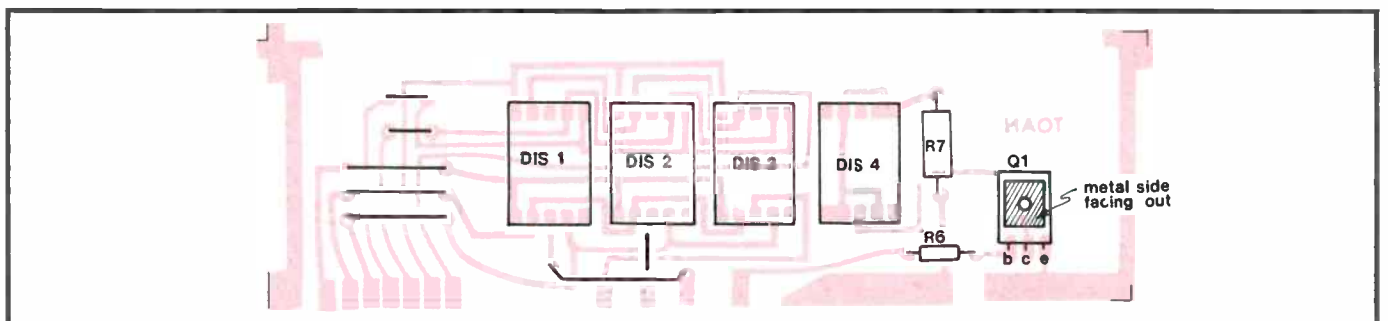 DIS 1
DIS 2
DIS 3
DIS 4
R7
Q1
metal side
facing out
R6
b c e